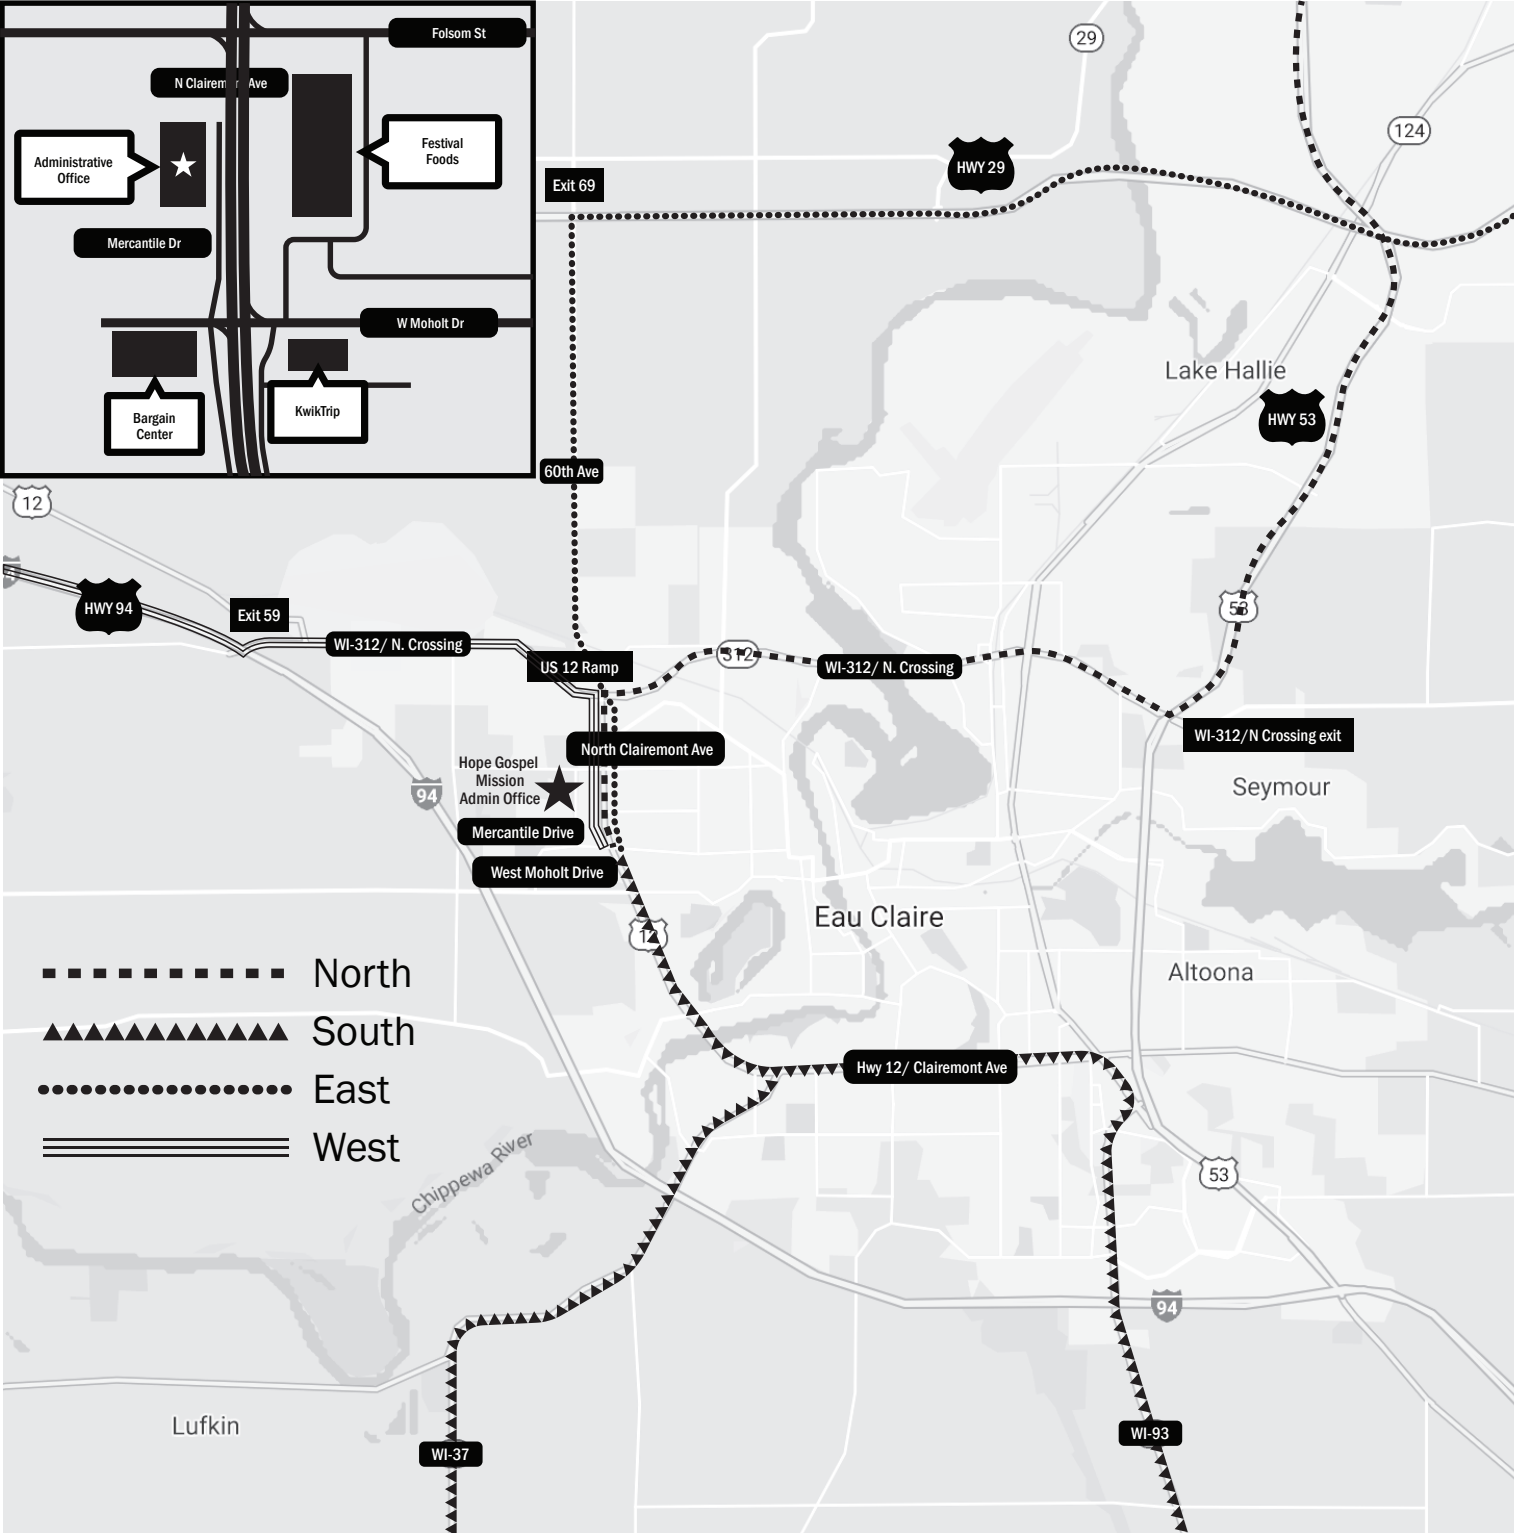 Folsom St
N Clairemont Ave
Administrative
Office
Festival
Foods
Mercantile Dr
W Moholt Dr
Bargain
Center
KwikTrip
29
124
HWY 29
Exit 69
Lake Hallie
HWY 53
60th Ave
12
HWY 94
Exit 59
53
WI-312/ N. Crossing
US 12 Ramp
312
WI-312/ N. Crossing
WI-312/N Crossing exit
North Clairemont Ave
Hope Gospel
Mission
Admin Office
94
Seymour
Mercantile Drive
West Moholt Drive
Eau Claire
12
Altoona
North
South
East
West
Hwy 12/ Clairemont Ave
Chippewa River
53
94
Lufkin
WI-37
WI-93